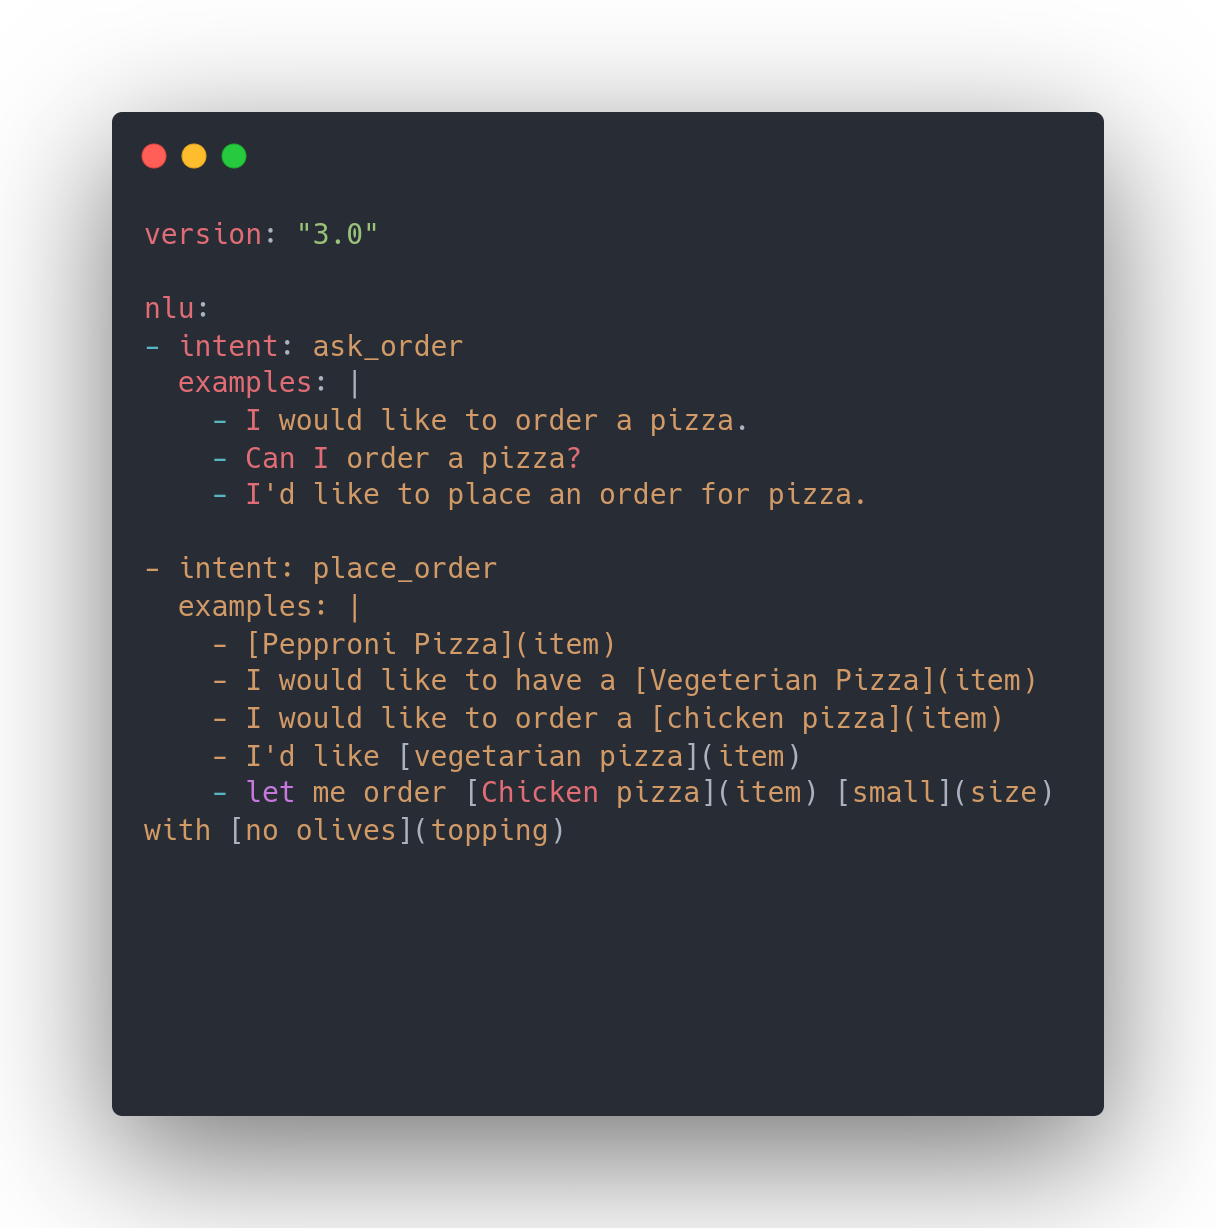 version: "3.0"

nlu:
- intent: ask_order
  examples: |
    - I would like to order a pizza.
    - Can I order a pizza?
    - I'd like to place an order for pizza.

- intent: place_order
  examples: |
    - [Pepproni Pizza](item)
    - I would like to have a [Vegeterian Pizza](item)
    - I would like to order a [chicken pizza](item)
    - I'd like [vegetarian pizza](item)
    - let me order [Chicken pizza](item) [small](size)
with [no olives](topping)